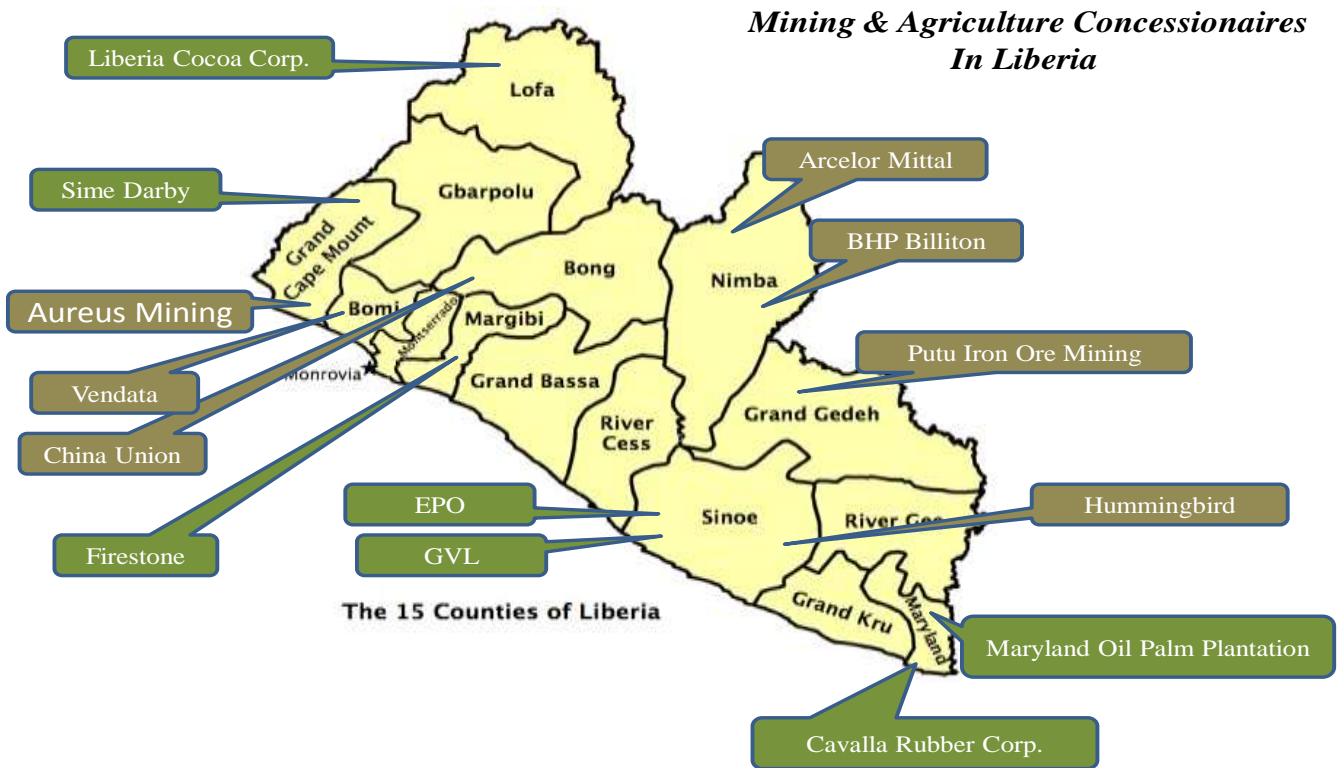 Mining & Agriculture Concessionaires
In Liberia
Liberia Cocoa Corp.
Lofa
Arcelor Mittal
Sime Darby
Gbarpolu
Grand
Cape Mount
BHP Billiton
Bong
Nimba
Aureus Mining
Bomi
Montserrado
Margibi
Putu Iron Ore Mining
Monrovia
Grand Bassa
Vendata
Grand Gedeh
River
Cess
China Union
EPO
Sinoe
River Gee
Hummingbird
Firestone
GVL
The 15 Counties of Liberia
Grand Kru
Maryland
Maryland Oil Palm Plantation
Cavalla Rubber Corp.